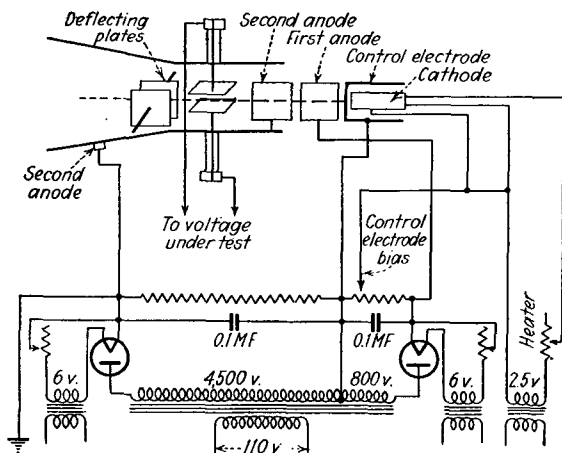 Deflecting
plates
Second anode
First anode
Control electrode
Cathode
Second
anode
To voltage
under test
Control
electrode
bias
0.1 MF
0.1 MF
Heater
6 v.
4,500 v.
800 v.
6 v.
2.5 v
110 v